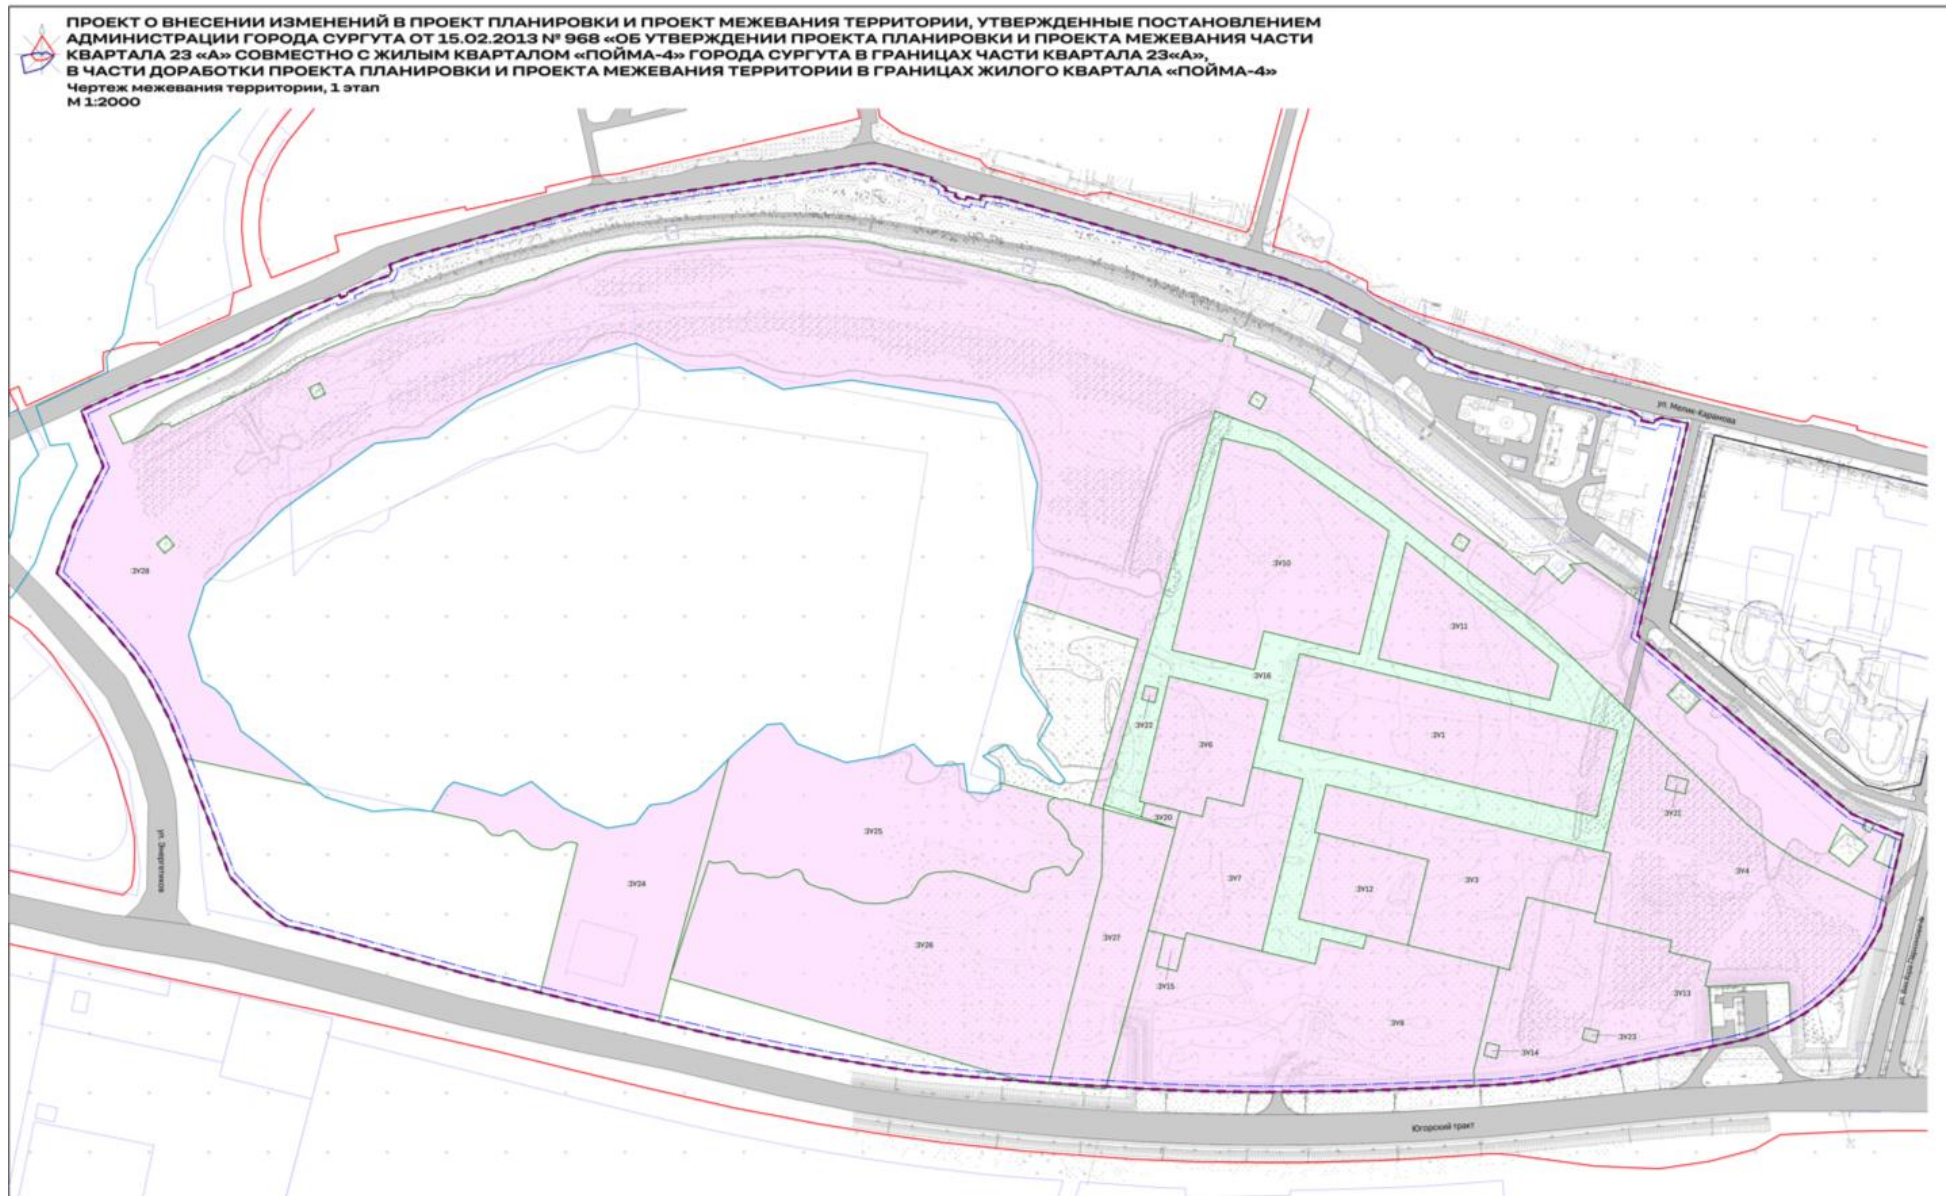 ПРОЕКТ О ВНЕСЕНИИ ИЗМЕНЕНИЙ В ПРОЕКТ ПЛАНИРОВКИ И ПРОЕКТ МЕЖЕВАНИЯ ТЕРРИТОРИИ, УТВЕРЖДЕННЫЕ ПОСТАНОВЛЕНИЕМ
АДМИНИСТРАЦИИ ГОРОДА СУРГУТА ОТ 15.02.2013 № 968 «ОБ УТВЕРЖДЕНИИ ПРОЕКТА ПЛАНИРОВКИ И ПРОЕКТА МЕЖЕВАНИЯ ЧАСТИ
КВАРТАЛА 23 «А» СОВМЕСТНО С ЖИЛЫМ КВАРТАЛОМ «ПОЙМА-4» ГОРОДА СУРГУТА В ГРАНИЦАХ ЧАСТИ КВАРТАЛА 23«А»,
В ЧАСТИ ДОРАБОТКИ ПРОЕКТА ПЛАНИРОВКИ И ПРОЕКТА МЕЖЕВАНИЯ ТЕРРИТОРИИ В ГРАНИЦАХ ЖИЛОГО КВАРТАЛА «ПОЙМА-4»
Чертеж межевания территории, 1 этап
М 1:2000
ул. Мелик-Карамова
:ЗУ28
:ЗУ10
:ЗУ11
:ЗУ16
:ЗУ22
:ЗУ6
:ЗУ1
:ЗУ20
:ЗУ21
:ЗУ25
ул. Энергетиков
:ЗУ4
:ЗУ24
:ЗУ7
:ЗУ12
:ЗУ3
:ЗУ26
:ЗУ27
:ЗУ15
:ЗУ13
:ЗУ8
:ЗУ23
:ЗУ14
Югорский тракт